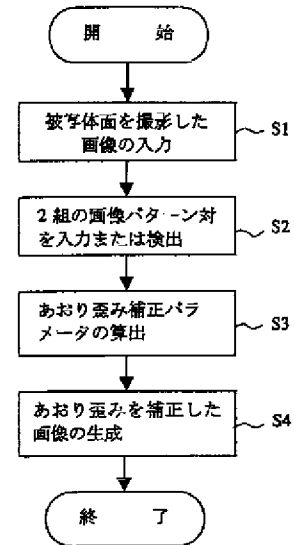 開 始
被写体面を撮影した
画像の入力
S1
2組の画像パターン対
を入力または検出
S2
あおり歪み補正パラ
メータの算出
S3
あおり歪みを補正した
画像の生成
S4
終 了